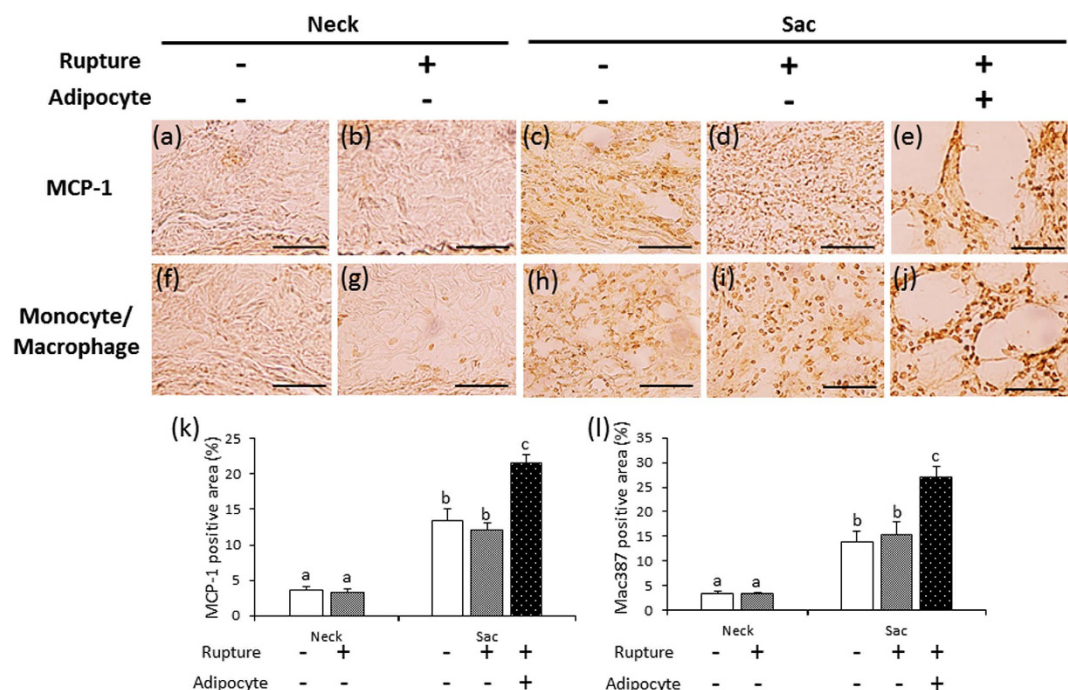 Neck Sac
Rupture - + - + +
Adipocyte - - - - +
(a) (b) (c) (d) (e)
MCP-1
(f) (g) (h) (i) (j)
Monocyte/
Macrophage
(k)
MCP-1 positive area (%)
25
20
15
10
5
0
a a b b c
Neck Sac
Rupture - + - + +
Adipocyte - - - - +
(l)
Mac387 positive area (%)
35
30
25
20
15
10
5
0
a a b b c
Neck Sac
Rupture - + - + +
Adipocyte - - - - +